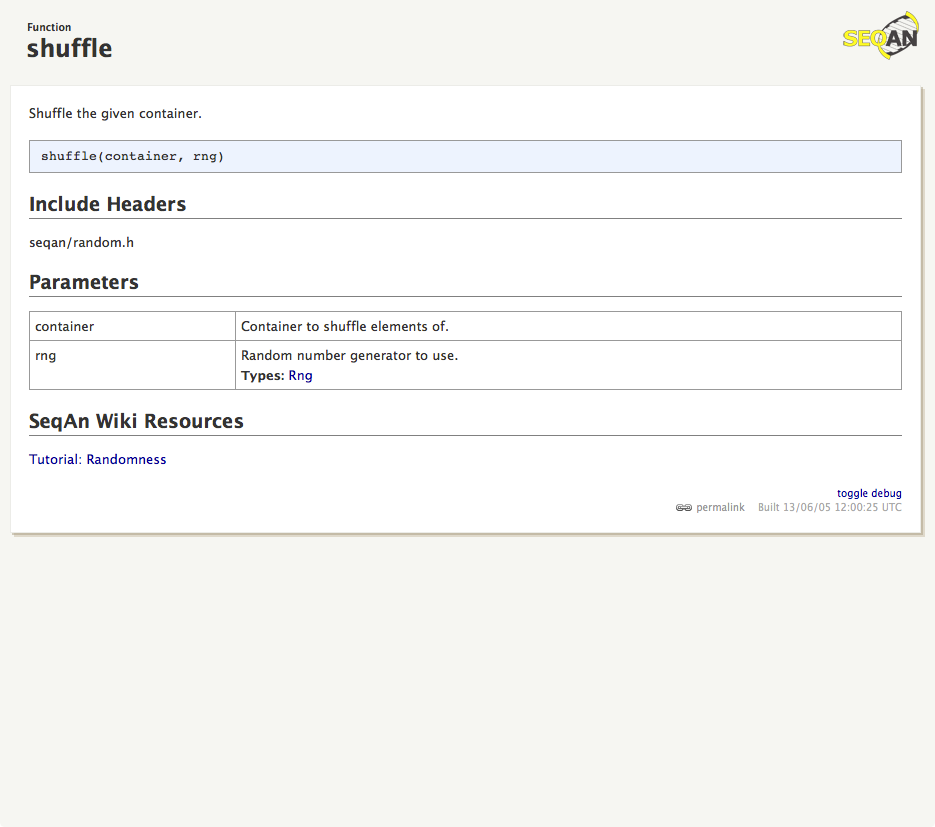 Function
shuffle
SEQAN
Shuffle the given container.
shuffle(container, rng)
Include Headers
seqan/random.h
Parameters
container Container to shuffle elements of.
rng Random number generator to use.
Types: Rng
SeqAn Wiki Resources
Tutorial: Randomness
toggle debug
permalink Built 13/06/05 12:00:25 UTC